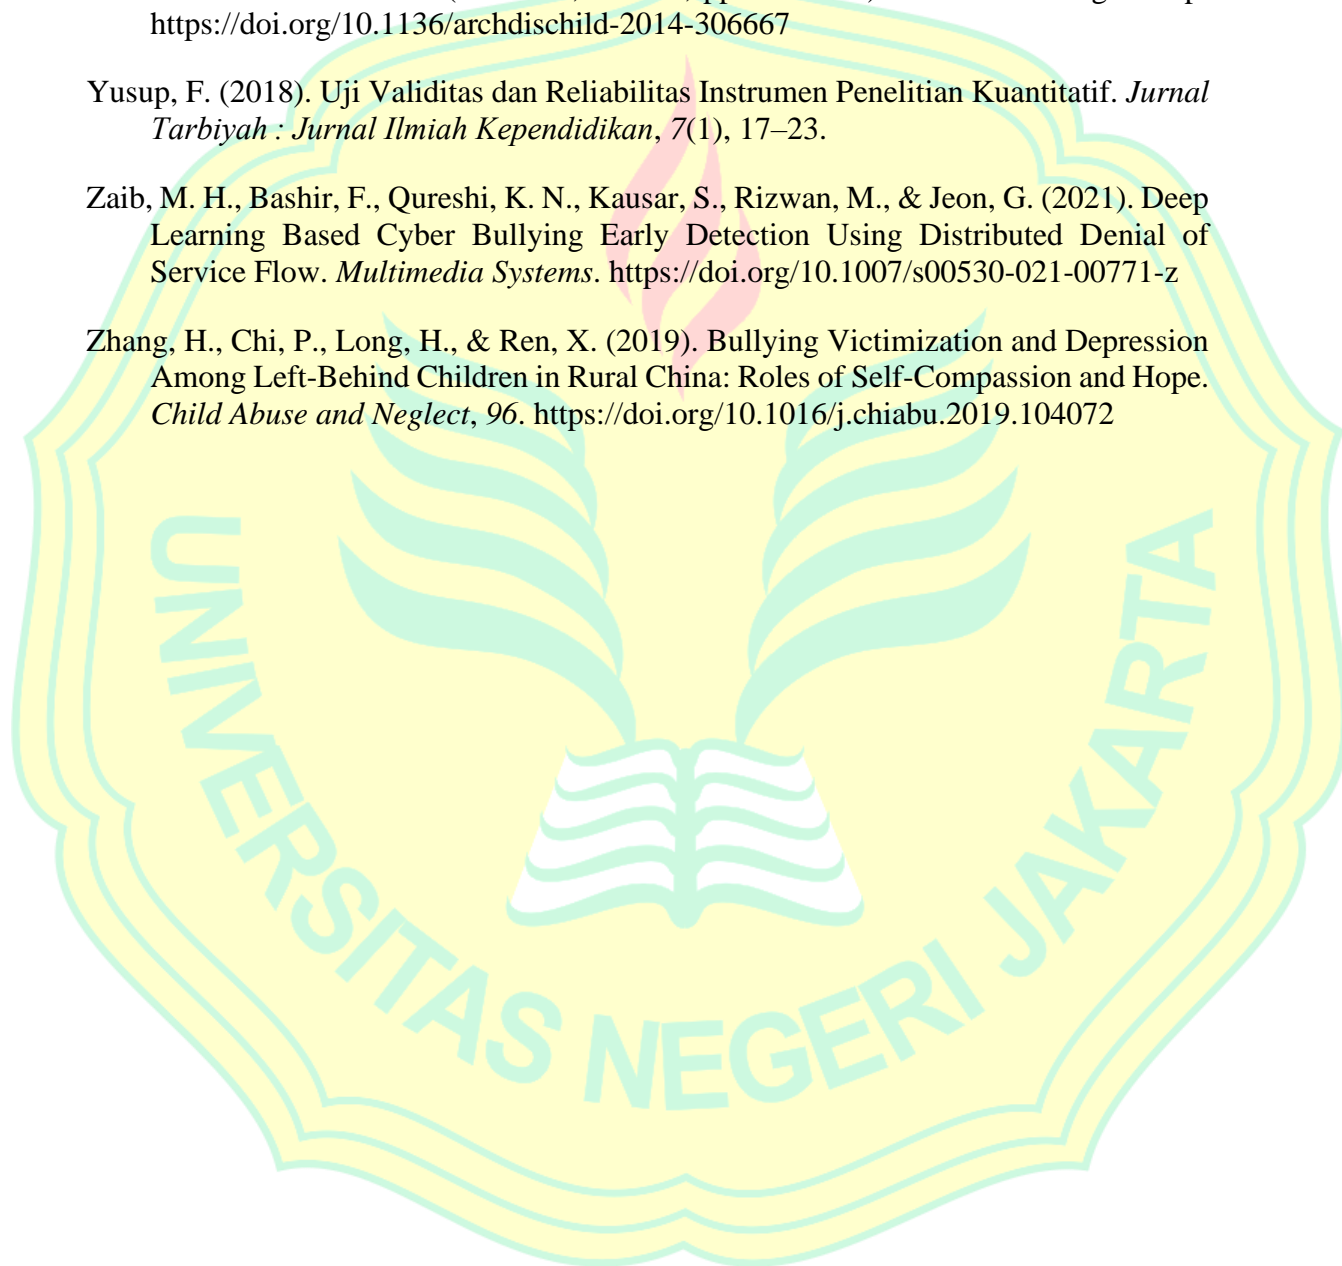 https://doi.org/10.1136/archdischild-2014-306667
Yusup, F. (2018). Uji Validitas dan Reliabilitas Instrumen Penelitian Kuantitatif. Jurnal
Tarbiyah : Jurnal Ilmiah Kependidikan, 7(1), 17–23.
Zaib, M. H., Bashir, F., Qureshi, K. N., Kausar, S., Rizwan, M., & Jeon, G. (2021). Deep
Learning Based Cyber Bullying Early Detection Using Distributed Denial of
Service Flow. Multimedia Systems. https://doi.org/10.1007/s00530-021-00771-z
Zhang, H., Chi, P., Long, H., & Ren, X. (2019). Bullying Victimization and Depression
Among Left-Behind Children in Rural China: Roles of Self-Compassion and Hope.
Child Abuse and Neglect, 96. https://doi.org/10.1016/j.chiabu.2019.104072
UNIVERSITAS NEGERI JAKARTA